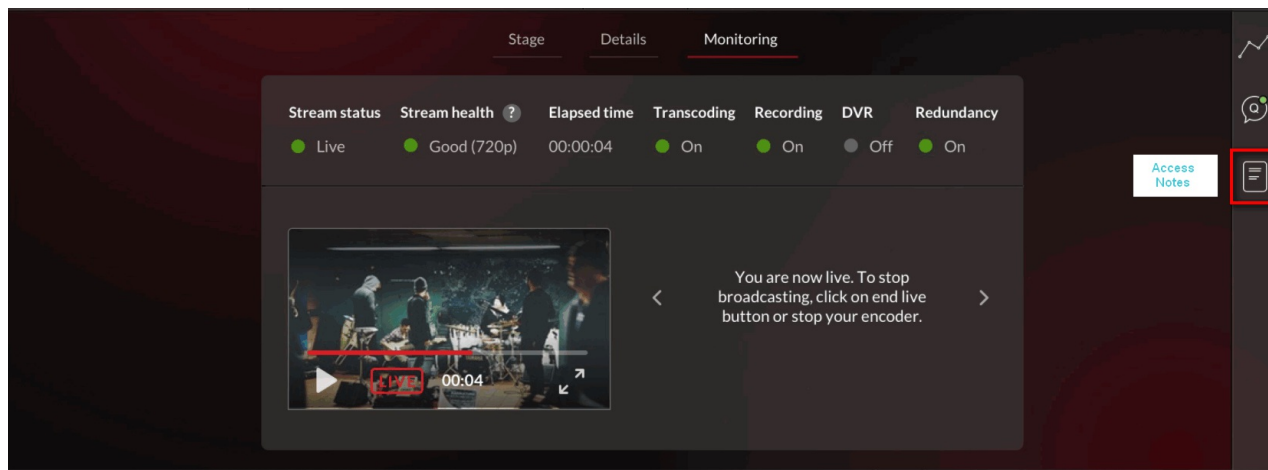 Stage Details Monitoring
Stream status Stream health ? Elapsed time Transcoding Recording DVR Redundancy
Live Good (720p) 00:00:04 On On Off On
Access
Notes
You are now live. To stop
broadcasting, click on end live
button or stop your encoder.
LIVE 00:04